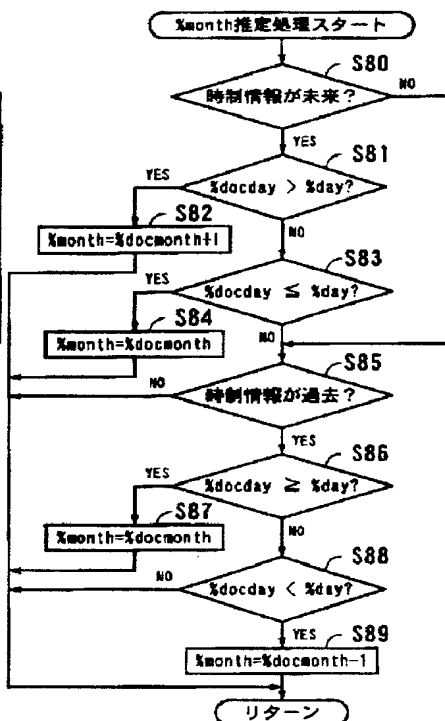 %month推定処理スタート
S80
時制情報が未来?
NO
YES
S81
%docday > %day?
YES
NO
S82
%month=%docmonth+1
S83
%docday ≦ %day?
YES
NO
S84
%month=%docmonth
S85
時制情報が過去?
NO
YES
S86
%docday ≧ %day?
YES
NO
S87
%month=%docmonth
S88
%docday < %day?
NO
YES
S89
%month=%docmonth-1
リターン